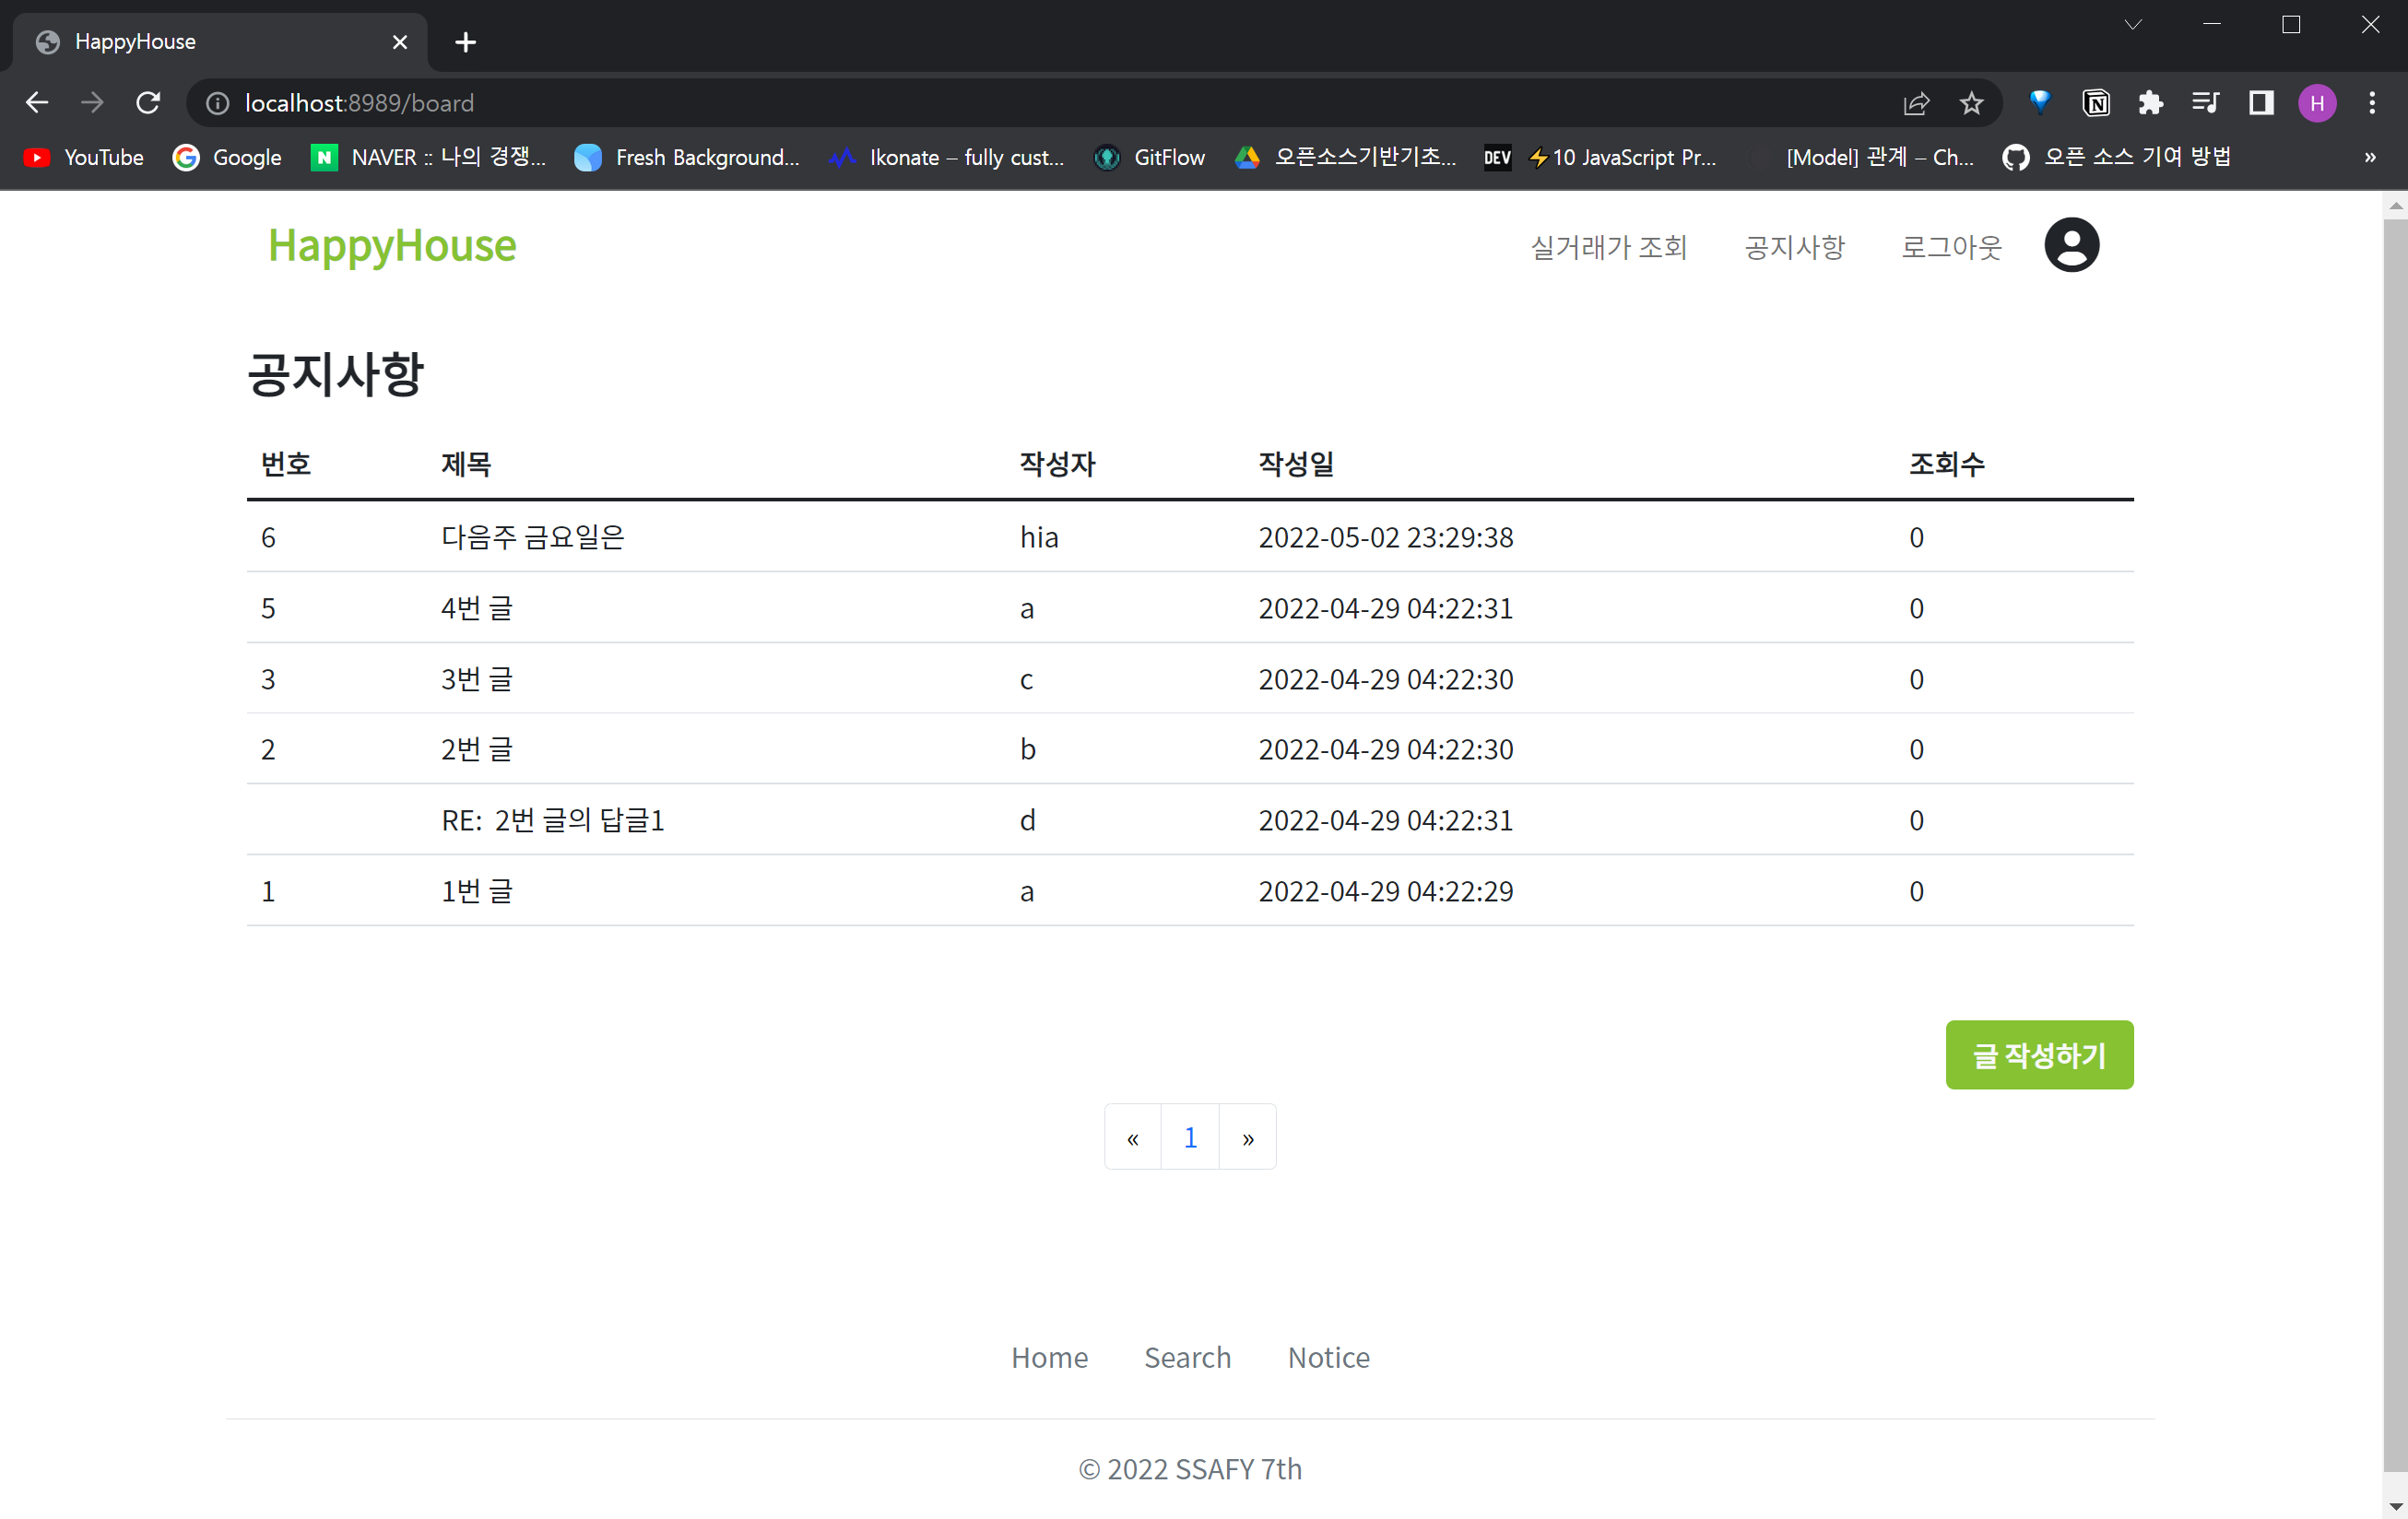 HappyHouse
localhost:8989/board
H
YouTube Google N NAVER :: 나의 경쟁... Fresh Background... Ikonate – fully cust... GitFlow 오픈소스기반기초... DEV ⚡10 JavaScript Pr... [Model] 관계 – Ch... 오픈 소스 기여 방법 »
HappyHouse 실거래가 조회 공지사항 로그아웃
공지사항
번호 제목 작성자 작성일 조회수
6 다음주 금요일은 hia 2022-05-02 23:29:38 0
5 4번 글 a 2022-04-29 04:22:31 0
3 3번 글 c 2022-04-29 04:22:30 0
2 2번 글 b 2022-04-29 04:22:30 0
RE: 2번 글의 답글1 d 2022-04-29 04:22:31 0
1 1번 글 a 2022-04-29 04:22:29 0
글 작성하기
« 1 »
Home Search Notice
© 2022 SSAFY 7th